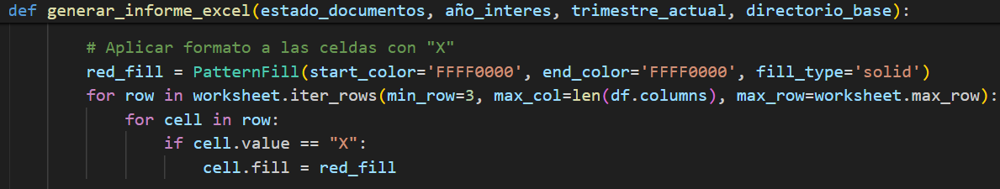 def generar_informe_excel(estado_documentos, año_interes, trimestre_actual, directorio_base):
# Aplicar formato a las celdas con "X"
red_fill = PatternFill(start_color='FFFF0000', end_color='FFFF0000', fill_type='solid')
for row in worksheet.iter_rows(min_row=3, max_col=len(df.columns), max_row=worksheet.max_row):
for cell in row:
if cell.value == "X":
cell.fill = red_fill